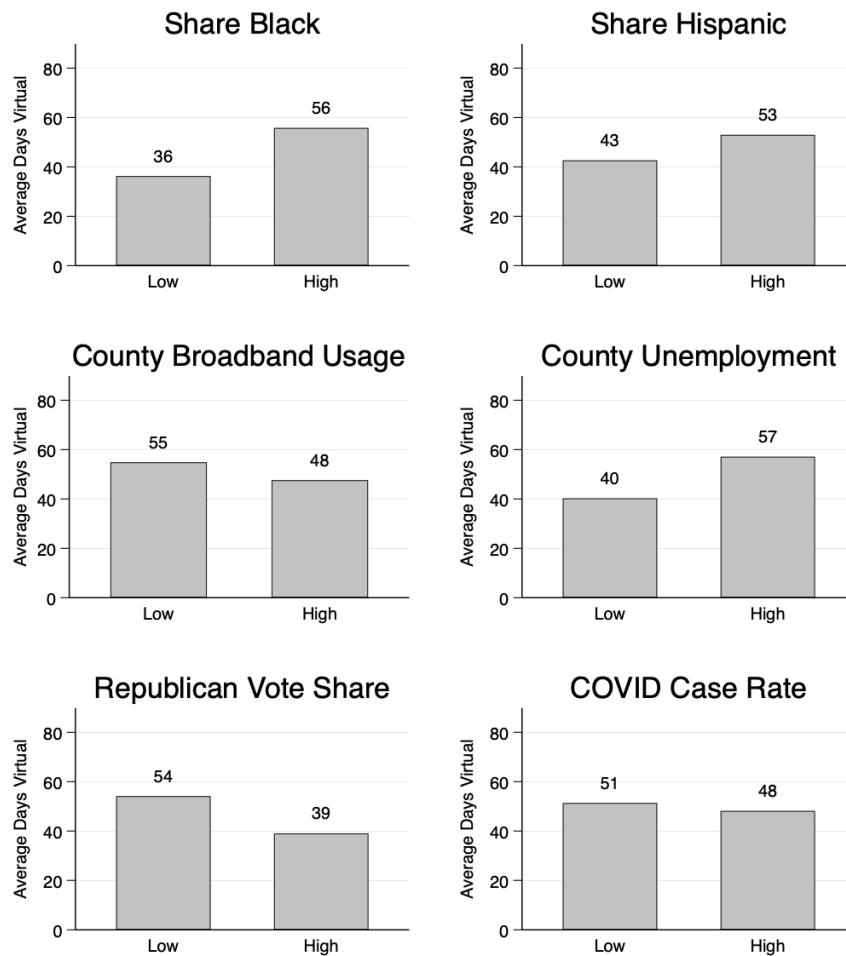 Share Black
Average Days Virtual
80
60
40
20
0
36
56
Low
High
Share Hispanic
Average Days Virtual
80
60
40
20
0
43
53
Low
High
County Broadband Usage
Average Days Virtual
80
60
40
20
0
55
48
Low
High
County Unemployment
Average Days Virtual
80
60
40
20
0
40
57
Low
High
Republican Vote Share
Average Days Virtual
80
60
40
20
0
54
39
Low
High
COVID Case Rate
Average Days Virtual
80
60
40
20
0
51
48
Low
High